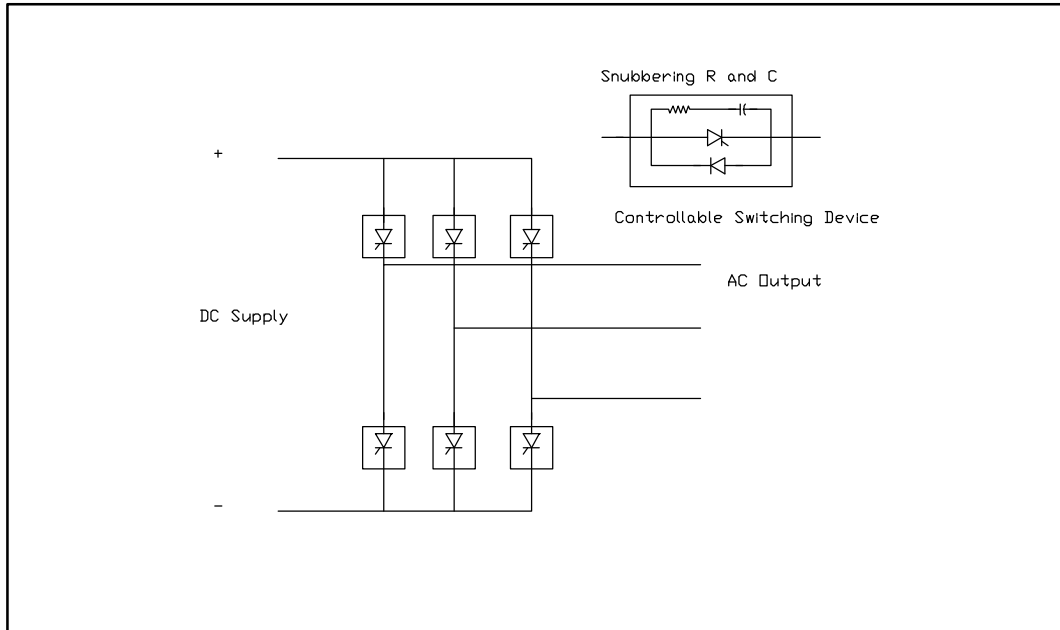 Snubbering R and C
+
Controllable Switching Device
AC Output
DC Supply
-